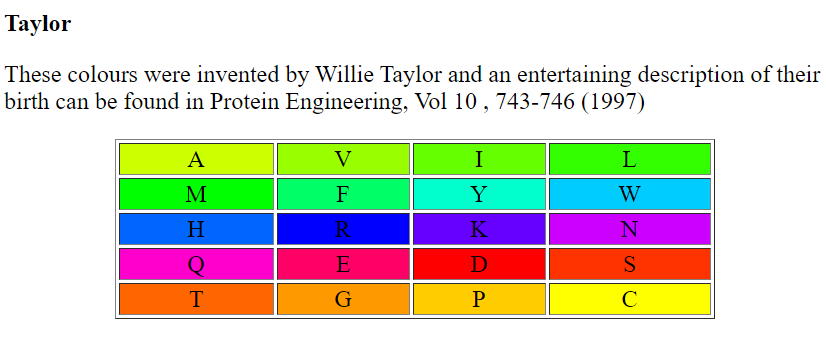 Taylor
These colours were invented by Willie Taylor and an entertaining description of their
birth can be found in Protein Engineering, Vol 10 , 743-746 (1997)
A V I L
M F Y W
H R K N
Q E D S
T G P C